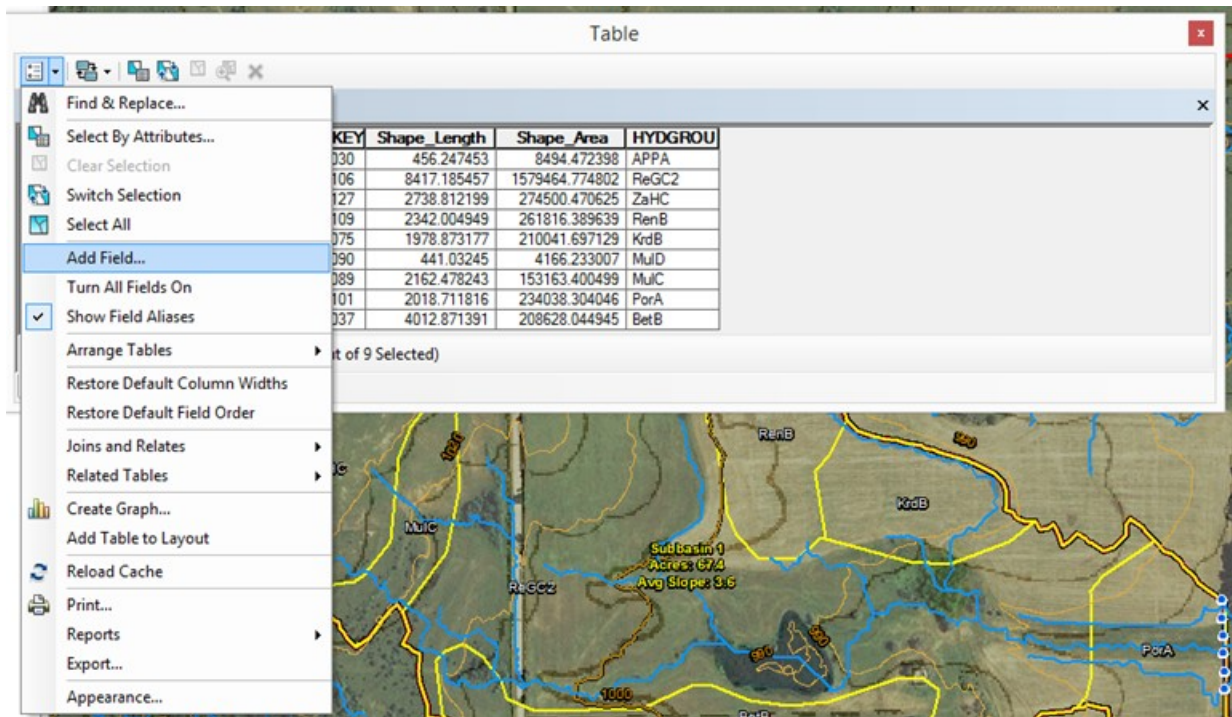 Table
Find & Replace...
Select By Attributes...
Clear Selection
Switch Selection
Select All
Add Field...
Turn All Fields On
Show Field Aliases
Arrange Tables
Restore Default Column Widths
Restore Default Field Order
Joins and Relates
Related Tables
Create Graph...
Add Table to Layout
Reload Cache
Print...
Reports
Export...
Appearance...
KEY Shape_Length Shape_Area HYDGROU
030 456.247453 8494.472398 APPA
106 8417.185457 1579464.774802 ReGC2
127 2738.812199 274500.470625 ZaHC
109 2342.004949 261816.389639 RenB
075 1978.873177 210041.697129 KrdB
090 441.03245 4166.233007 MulD
089 2162.478243 153163.400499 MulC
101 2018.711816 234038.304046 PorA
037 4012.871391 208628.044945 BetB
t of 9 Selected)
RenB
KrdB
MulC
ReGC2
Subbasin 1
Acres: 67.4
Avg Slope: 3.6
PorA
980
1000
BetB